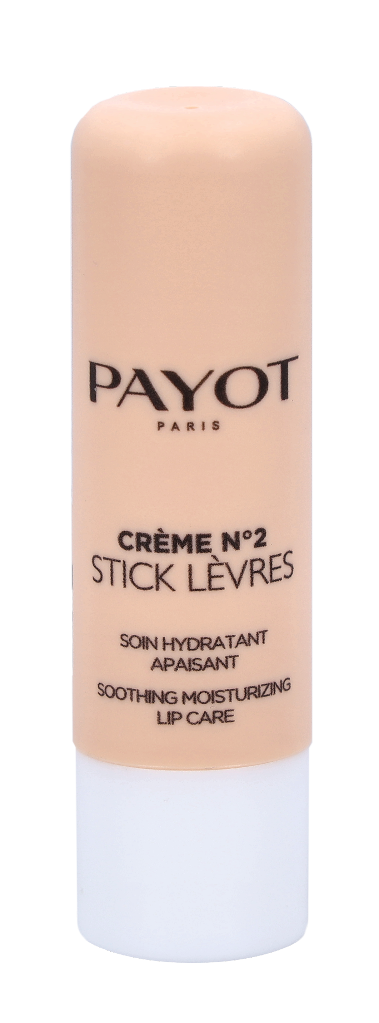 PAYOT
PARIS
CRÈME N°2
STICK LÈVRES
SOIN HYDRATANT
APAISANT
SOOTHING MOISTURIZING
LIP CARE